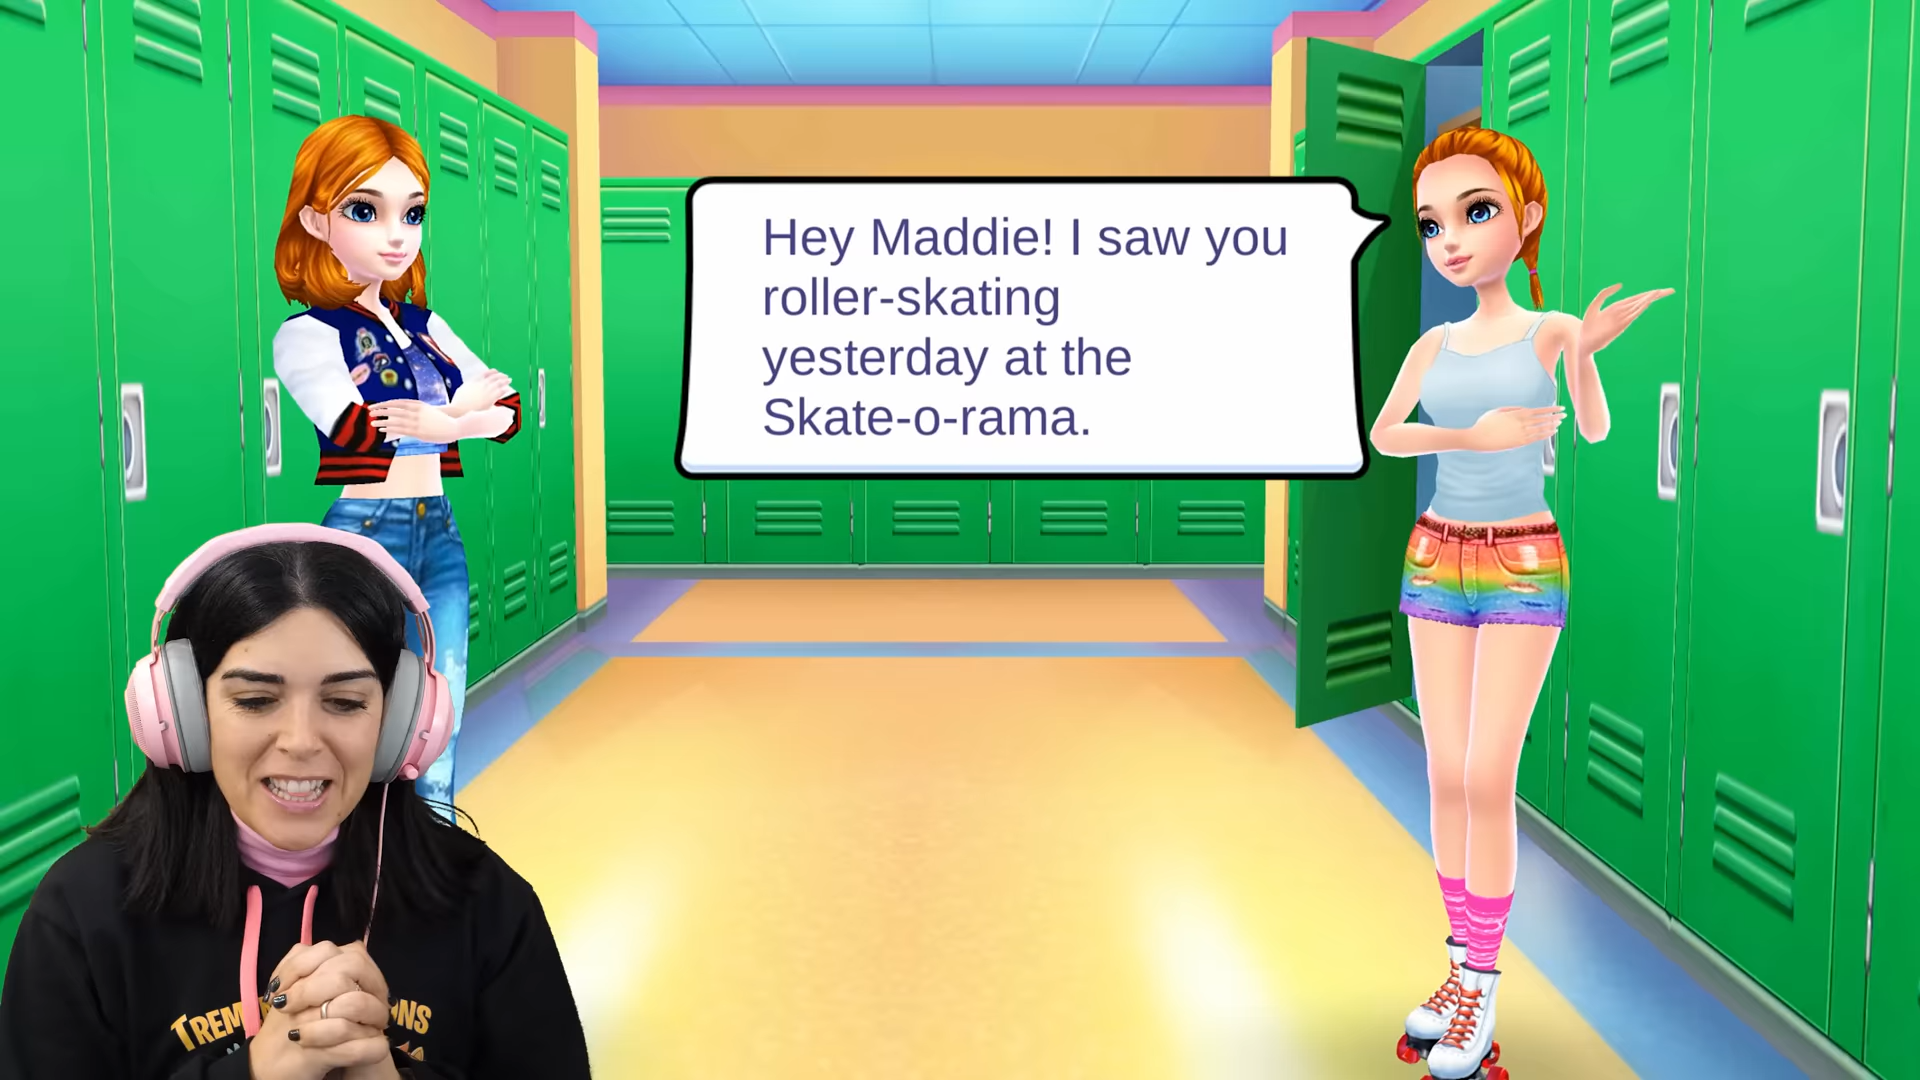 Hey Maddie! I saw you
roller-skating
yesterday at the
Skate-o-rama.